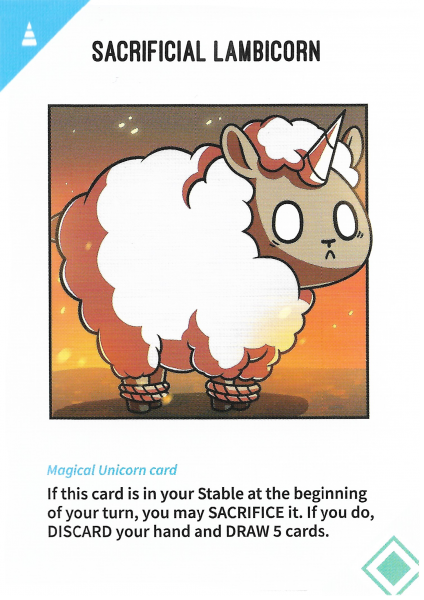 SACRIFICIAL LAMBICORN
Magical Unicorn card
If this card is in your Stable at the beginning
of your turn, you may SACRIFICE it. If you do,
DISCARD your hand and DRAW 5 cards.